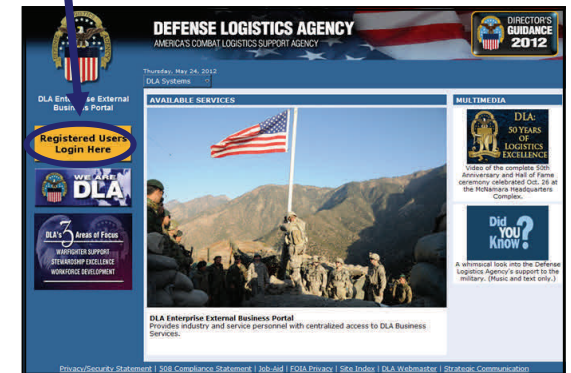 DEFENSE LOGISTICS AGENCY
AMERICA'S COMBAT LOGISTICS SUPPORT AGENCY
DIRECTOR'S
GUIDANCE
2012
Thursday, May 24, 2012
DLA Systems
DLA Enterprise External
Business Portal
Registered Users
Login Here
WE ARE
DLA
DLA's 3 Areas of Focus
WARFIGHTER SUPPORT
STEWARDSHIP EXCELLENCE
WORKFORCE DEVELOPMENT
AVAILABLE SERVICES
DLA Enterprise External Business Portal
Provides industry and service personnel with centralized access to DLA Business
Services.
MULTIMEDIA
DLA:
50 YEARS
OF
LOGISTICS
EXCELLENCE
Video of the complete 50th
Anniversary and Hall of Fame
ceremony celebrated Oct. 26 at
the McNamara Headquarters
Complex.
Did
YOU
Know?
A whimsical look into the Defense
Logistics Agency's support to the
military. (Music and text only.)
Privacy/Security Statement | 508 Compliance Statement | Job-Aid | FOIA Privacy | Site Index | DLA Webmaster | Strategic Communication